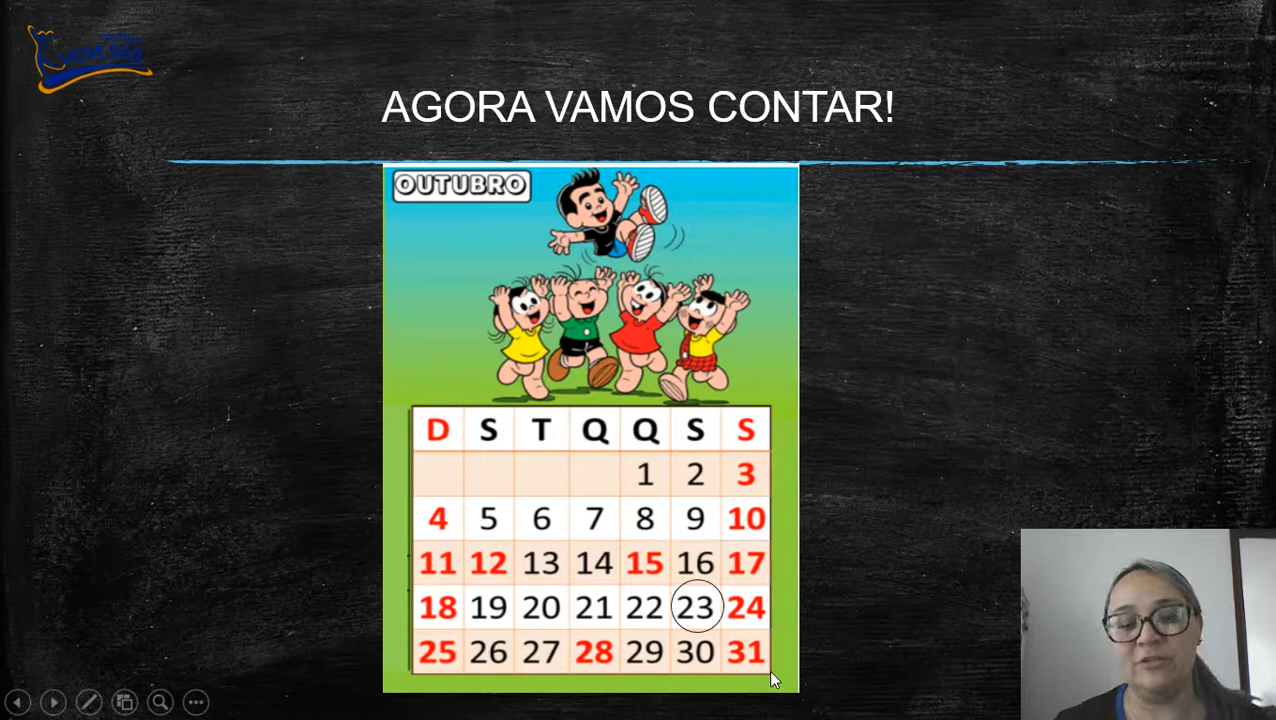 AGORA VAMOS CONTAR!
OUTUBRO
D S T Q Q S S
1 2 3
4 5 6 7 8 9 10
11 12 13 14 15 16 17
18 19 20 21 22 23 24
25 26 27 28 29 30 31